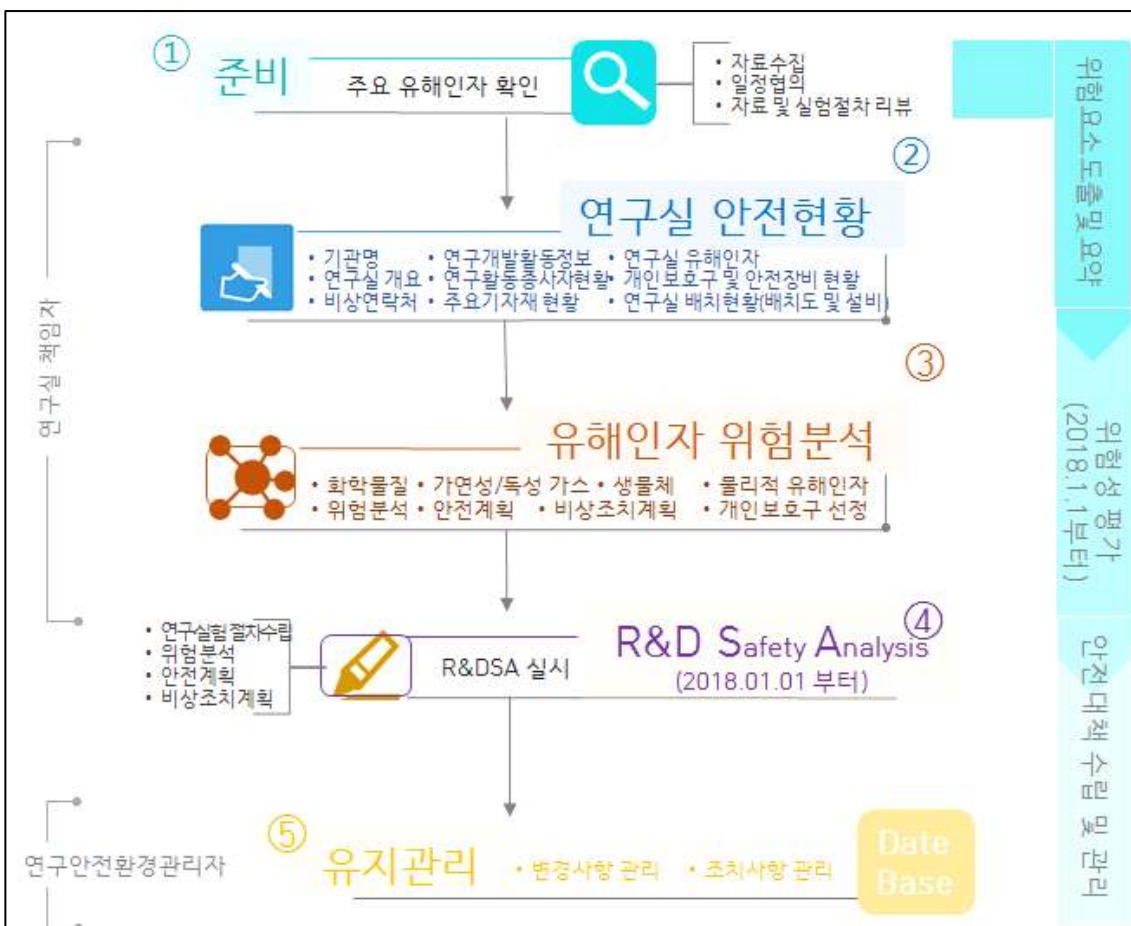 ① 준비
주요 유해인자 확인
• 자료수집
• 일정협의
• 자료 및 실험절차 리뷰
②
연구실 안전현황
• 기관명 • 연구개발활동정보 • 연구실 유해인자
• 연구실 개요 • 연구활동종사자현황 • 개인보호구 및 안전장비 현황
• 비상연락처 • 주요기자재 현황 • 연구실 배치현황(배치도 및 설비)
③
유해인자 위험분석
• 화학물질 • 가연성/독성 가스 • 생물체 • 물리적 유해인자
• 위험분석 • 안전계획 • 비상조치계획 • 개인보호구 선정
④
R&D Safety Analysis
(2018.01.01 부터)
R&DSA 실시
• 연구실험 절차수립
• 위험분석
• 안전계획
• 비상조치계획
⑤
유지관리 • 변경사항 관리 • 조치사항 관리
Date
Base
연구실 책임자
연구안전환경관리자
위험요소 도출 및 요약
위험성 평가
(2018.1.1부터)
안전대책 수립 및 관리